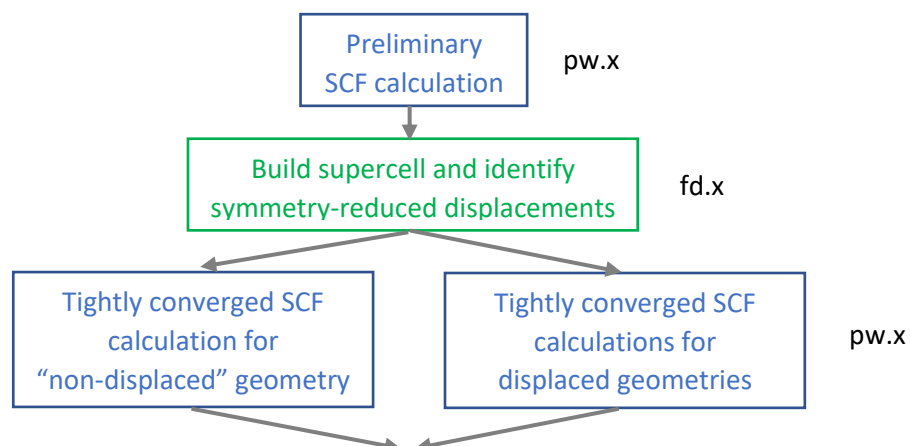 Preliminary
SCF calculation
pw.x
Build supercell and identify
symmetry-reduced displacements
fd.x
Tightly converged SCF
calculation for
“non-displaced” geometry
Tightly converged SCF
calculations for
displaced geometries
pw.x